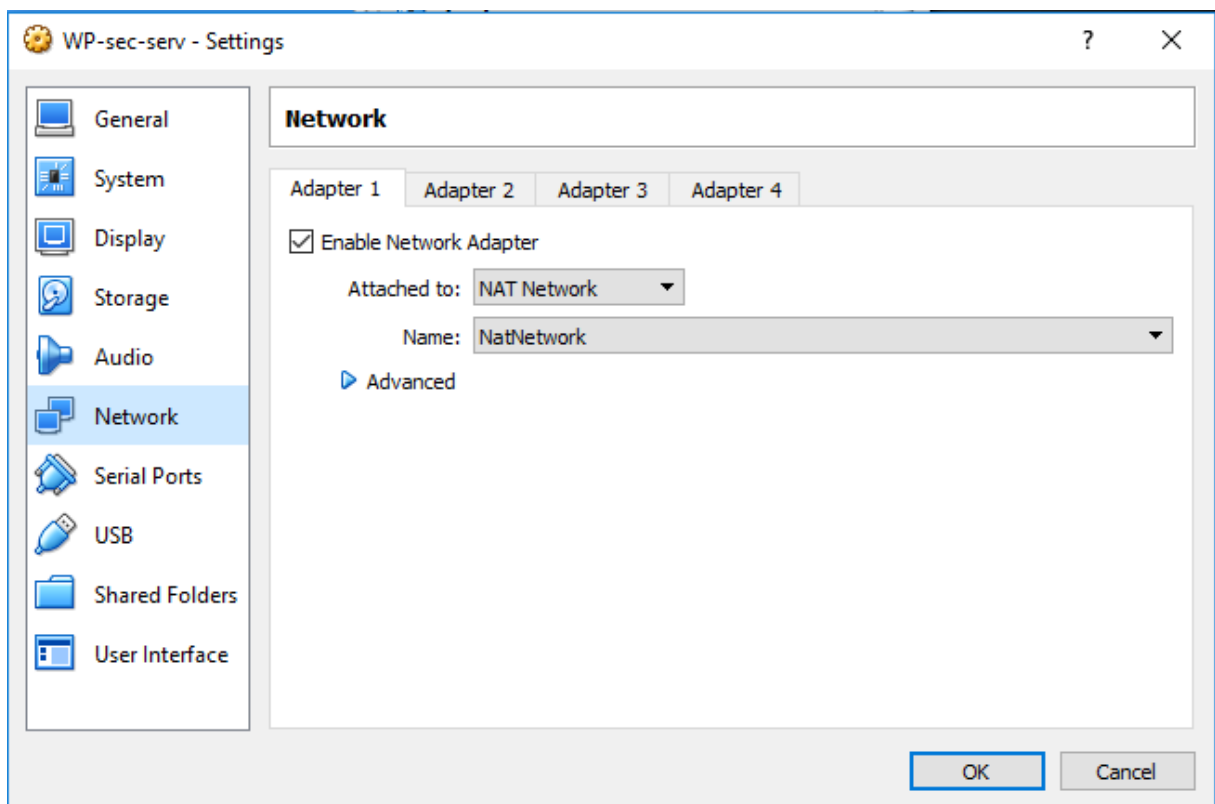 WP-sec-serv - Settings
?
General
System
Display
Storage
Audio
Network
Serial Ports
USB
Shared Folders
User Interface
Network
Adapter 1
Adapter 2
Adapter 3
Adapter 4
Enable Network Adapter
Attached to: NAT Network
Name: NatNetwork
Advanced
OK
Cancel